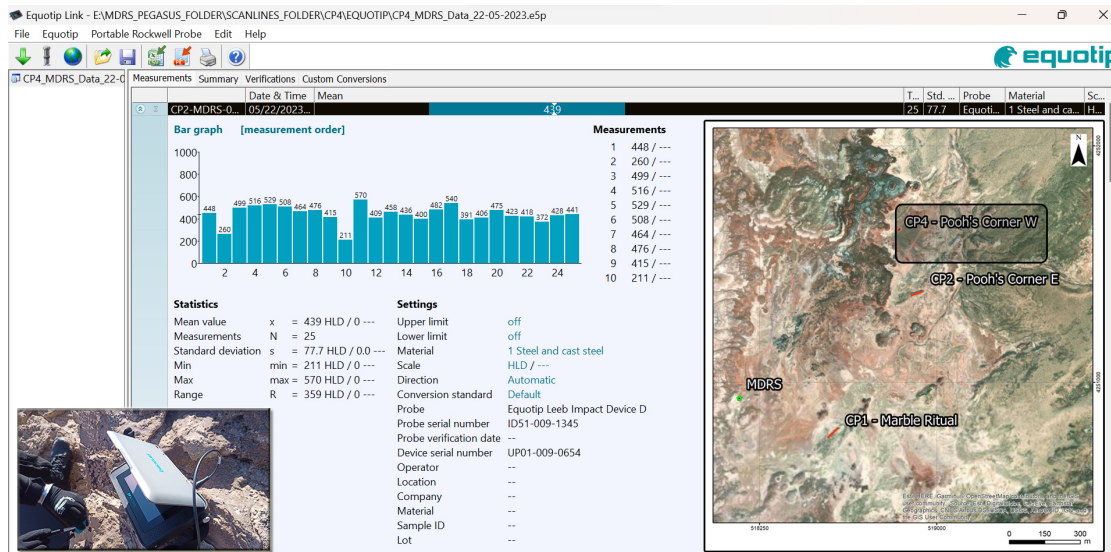 Equotip Link - E:\MDRS_PEGASUS_FOLDER\SCANLINES_FOLDER\CP4\EQUOTIP\CP4_MDRS_Data_22-05-2023.e5p
File Equotip Portable Rockwell Probe Edit Help
equotip
CP4_MDRS_Data_22-0
Measurements Summary Verifications Custom Conversions
Date & Time Mean T... Std. ... Probe Material Sc...
CP2-MDRS-0... 05/22/2023... 439 25 77.7 Equoti... 1 Steel and ca... H...
Bar graph [measurement order]
1000
800
600
400
200
0
448 260 499 516 529 508 464 476 415 211 570 409 458 436 400 482 540 391 406 475 423 418 372 428 441
2 4 6 8 10 12 14 16 18 20 22 24
Measurements
1 448 / ---
2 260 / ---
3 499 / ---
4 516 / ---
5 529 / ---
6 508 / ---
7 464 / ---
8 476 / ---
9 415 / ---
10 211 / ---
Statistics
Mean value x = 439 HLD / 0 ---
Measurements N = 25
Standard deviation s = 77.7 HLD / 0.0 ---
Min min = 211 HLD / 0 ---
Max max = 570 HLD / 0 ---
Range R = 359 HLD / 0 ---
Settings
Upper limit off
Lower limit off
Material 1 Steel and cast steel
Scale HLD / ---
Direction Automatic
Conversion standard Default
Probe Equotip Leeb Impact Device D
Probe serial number ID51-009-1345
Probe verification date --
Device serial number UP01-009-0654
Operator --
Location --
Company --
Material --
Sample ID --
Lot --
N
4252000
CP4 - Pooh's Corner W
CP2 - Pooh's Corner E
4251000
MDRS
CP1 - Marble Ritual
518250 519000
0 150 300
m